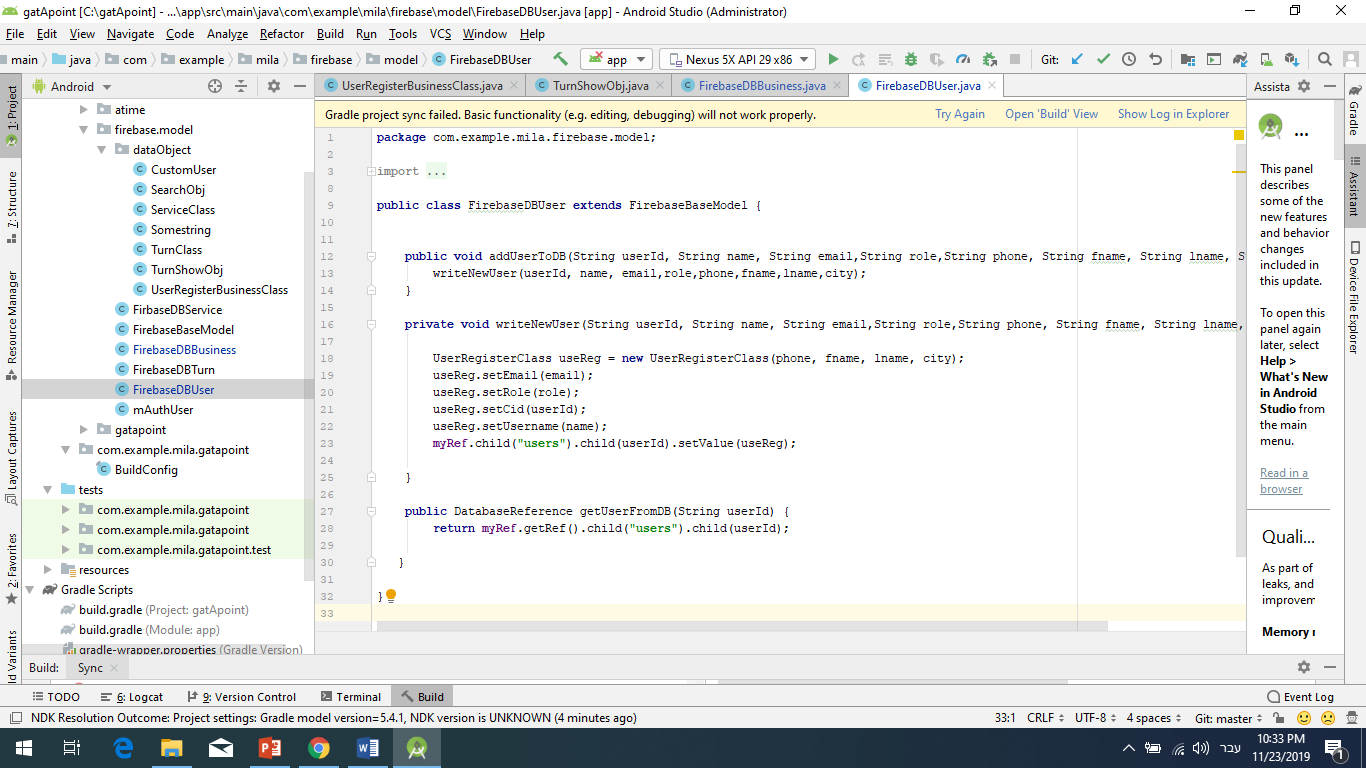 gatApoint [C:\gatApoint] - ...\app\src\main\java\com\example\mila\firebase\model\FirebaseDBUser.java [app] - Android Studio (Administrator)
File Edit View Navigate Code Analyze Refactor Build Run Tools VCS Window Help
main java com example mila firebase model FirebaseDBUser app Nexus 5X API 29 x86 Git:
Android
UserRegisterBusinessClass.java TurnShowObj.java FirebaseDBBusiness.java FirebaseDBUser.java
Assista
1: Project
7: Structure
Resource Manager
Layout Captures
2: Favorites
ld Variants
atime
firebase.model
dataObject
CustomUser
SearchObj
ServiceClass
Somestring
TurnClass
TurnShowObj
UserRegisterBusinessClass
FirbaseDBService
FirebaseBaseModel
FirebaseDBBusiness
FirebaseDBTurn
FirebaseDBUser
mAuthUser
gatapoint
com.example.mila.gatapoint
BuildConfig
tests
com.example.mila.gatapoint
com.example.mila.gatapoint
com.example.mila.gatapoint.test
resources
Gradle Scripts
build.gradle (Project: gatApoint)
build.gradle (Module: app)
gradle-wrapper.properties (Gradle Version)
Gradle project sync failed. Basic functionality (e.g. editing, debugging) will not work properly. Try Again Open 'Build' View Show Log in Explorer
1 package com.example.mila.firebase.model;
2
3 import ...
8
9 public class FirebaseDBUser extends FirebaseBaseModel {
10
11
12 public void addUserToDB(String userId, String name, String email,String role,String phone, String fname, String lname, S
13 writeNewUser(userId, name, email,role,phone,fname,lname,city);
14 }
15
16 private void writeNewUser(String userId, String name, String email,String role,String phone, String fname, String lname,
17
18 UserRegisterClass useReg = new UserRegisterClass(phone, fname, lname, city);
19 useReg.setEmail(email);
20 useReg.setRole(role);
21 useReg.setCid(userId);
22 useReg.setUsername(name);
23 myRef.child("users").child(userId).setValue(useReg);
24
25 }
26
27 public DatabaseReference getUserFromDB(String userId) {
28 return myRef.getRef().child("users").child(userId);
29
30 }
31
32 }
33
...
This panel
describes
some of the
new features
and behavior
changes
included in
this update.
To open this
panel again
later, select
Help >
What's New
in Android
Studio from
the main
menu.
Read in a
browser
Quali...
As part of
leaks, and
improvem
Memory r
Gradle
Assistant
Device File Explorer
Build: Sync
TODO 6: Logcat 9: Version Control Terminal Build Event Log
NDK Resolution Outcome: Project settings: Gradle model version=5.4.1, NDK version is UNKNOWN (4 minutes ago) 33:1 CRLF UTF-8 4 spaces Git: master
עבר
10:33 PM
11/23/2019
1